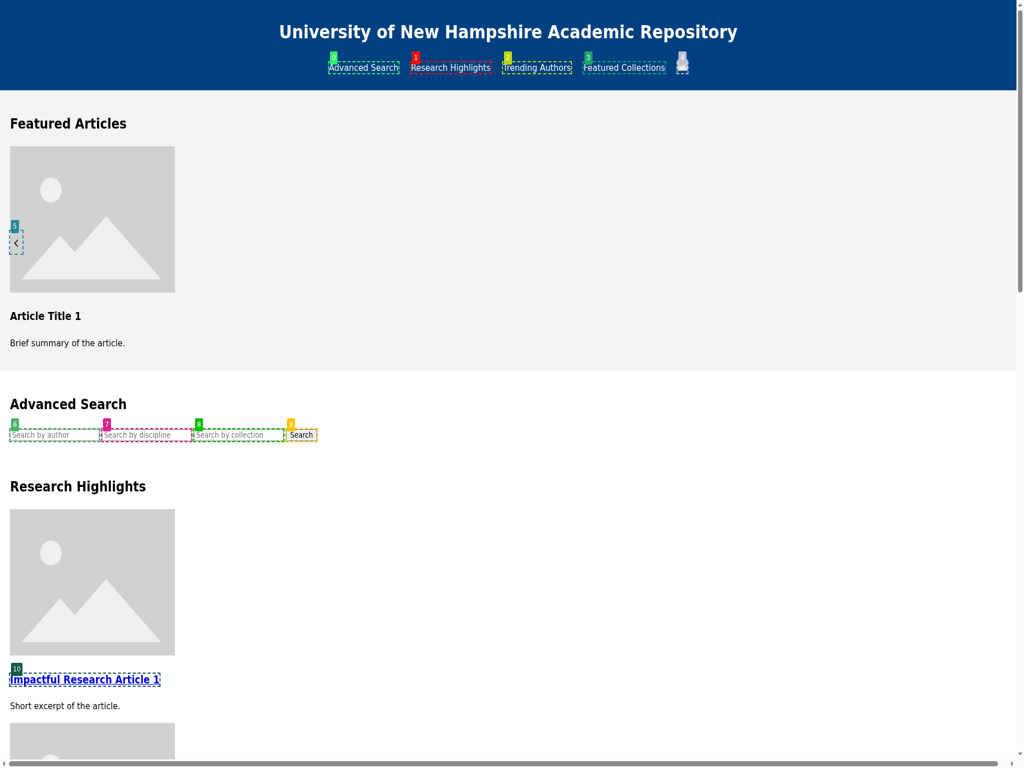 University of New Hampshire Academic Repository
0 1 2 3
Advanced Search Research Highlights Trending Authors Featured Collections
Featured Articles
5
Article Title 1
Brief summary of the article.
Advanced Search
6 7 8 9
Search by author Search by discipline Search by collection Search
Research Highlights
10
Impactful Research Article 1
Short excerpt of the article.